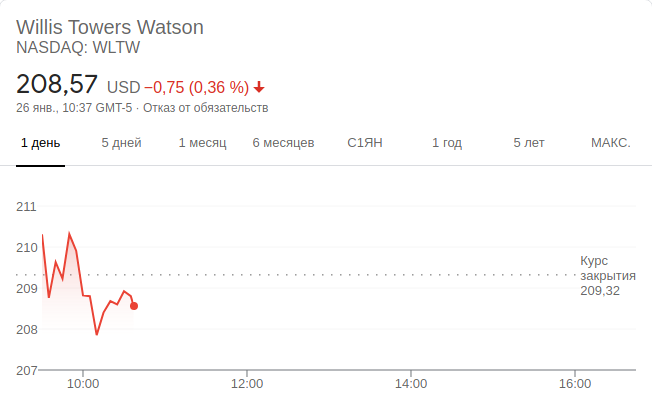 Willis Towers Watson
NASDAQ: WLTW
208,57 USD −0,75 (0,36 %)
26 янв., 10:37 GMT-5 · Отказ от обязательств
1 день 5 дней 1 месяц 6 месяцев С1ЯН 1 год 5 лет МАКС.
211
210
Курс
закрытия
209,32
209
208
207
10:00 12:00 14:00 16:00